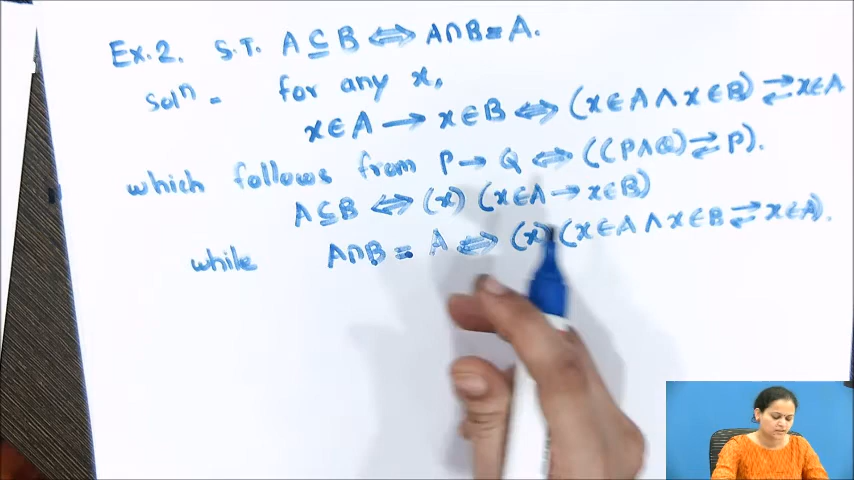 Ex.2. S.T. A ⊆ B ⟺ A∩B = A.
Solⁿ = for any x,
x∈A → x∈B ⟺ (x∈A ∧ x∈B) ⇄ x∈A
which follows from P → Q ⟺ ((P∧Q) ⇄ P).
A⊆B ⟺ (x) (x∈A → x∈B)
while A∩B = A ⟺ (x) (x∈A ∧ x∈B ⇄ x∈A).